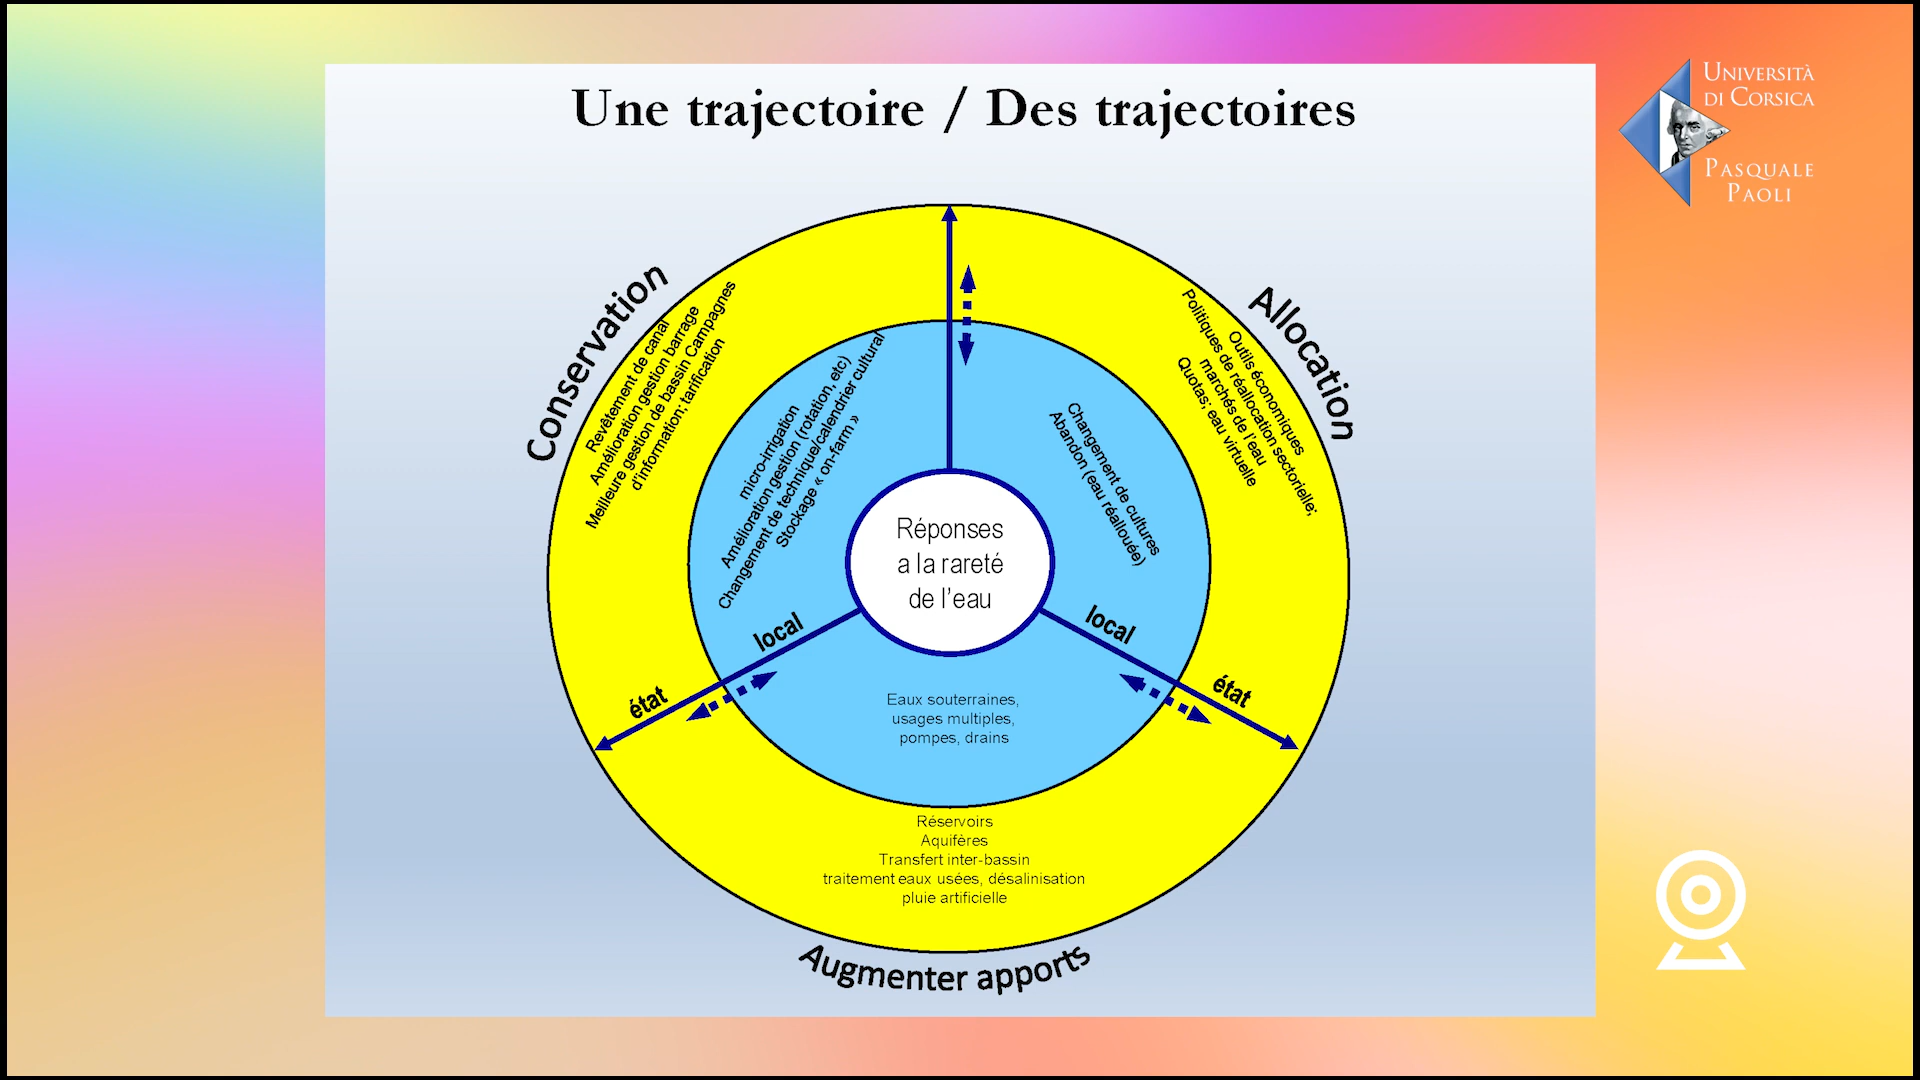 Une trajectoire / Des trajectoires
UNIVERSITÀ
DI CORSICA
PASQUALE
PAOLI
Conservation
Revêtement de canal
Amélioration gestion barrage
Meilleure gestion de bassin Campagnes
d'information; tarification
micro-irrigation
Amélioration gestion (rotation, etc)
Changement de technique/calendrier cultural
Stockage « on-farm »
Allocation
Outils économiques
Politiques de réallocation sectorielle;
marchés de l'eau
Quotas; eau virtuelle
Changement de cultures
Abandon (eau réallouée)
Réponses
a la rareté
de l'eau
local
état
local
état
Eaux souterraines,
usages multiples,
pompes, drains
Réservoirs
Aquifères
Transfert inter-bassin
traitement eaux usées, désalinisation
pluie artificielle
Augmenter apports